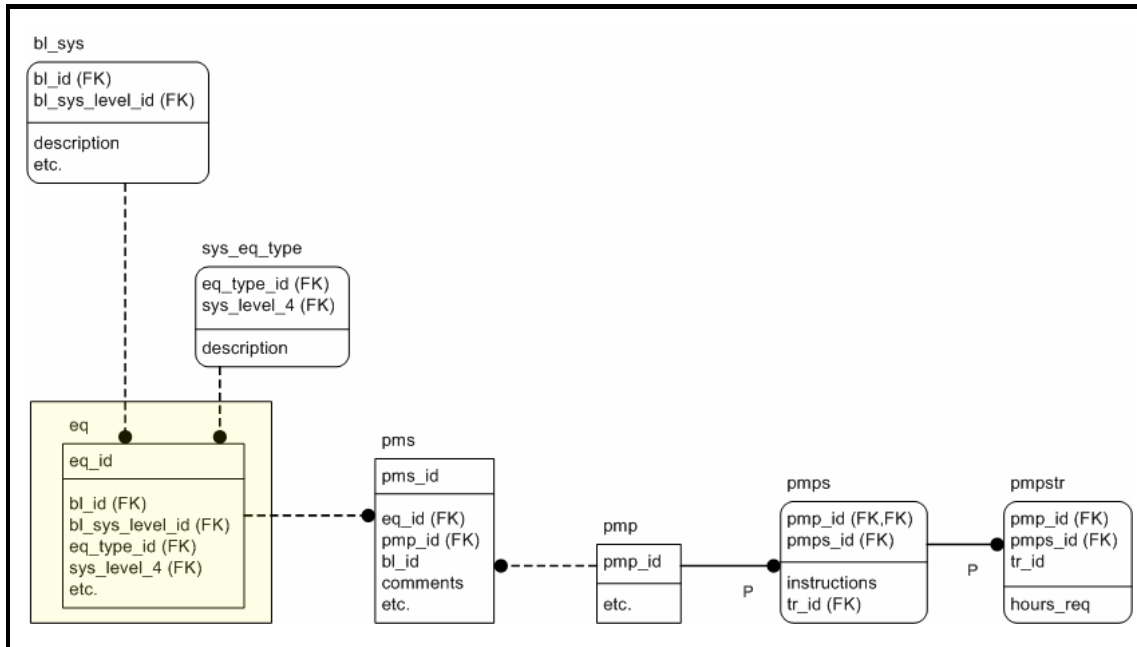 bl_sys
bl_id (FK)
bl_sys_level_id (FK)
description
etc.
sys_eq_type
eq_type_id (FK)
sys_level_4 (FK)
description
eq
eq_id
bl_id (FK)
bl_sys_level_id (FK)
eq_type_id (FK)
sys_level_4 (FK)
etc.
pms
pms_id
eq_id (FK)
pmp_id (FK)
bl_id
comments
etc.
pmp
pmp_id
etc.
P
pmps
pmp_id (FK,FK)
pmps_id (FK)
instructions
tr_id (FK)
P
pmpstr
pmp_id (FK)
pmps_id (FK)
tr_id
hours_req